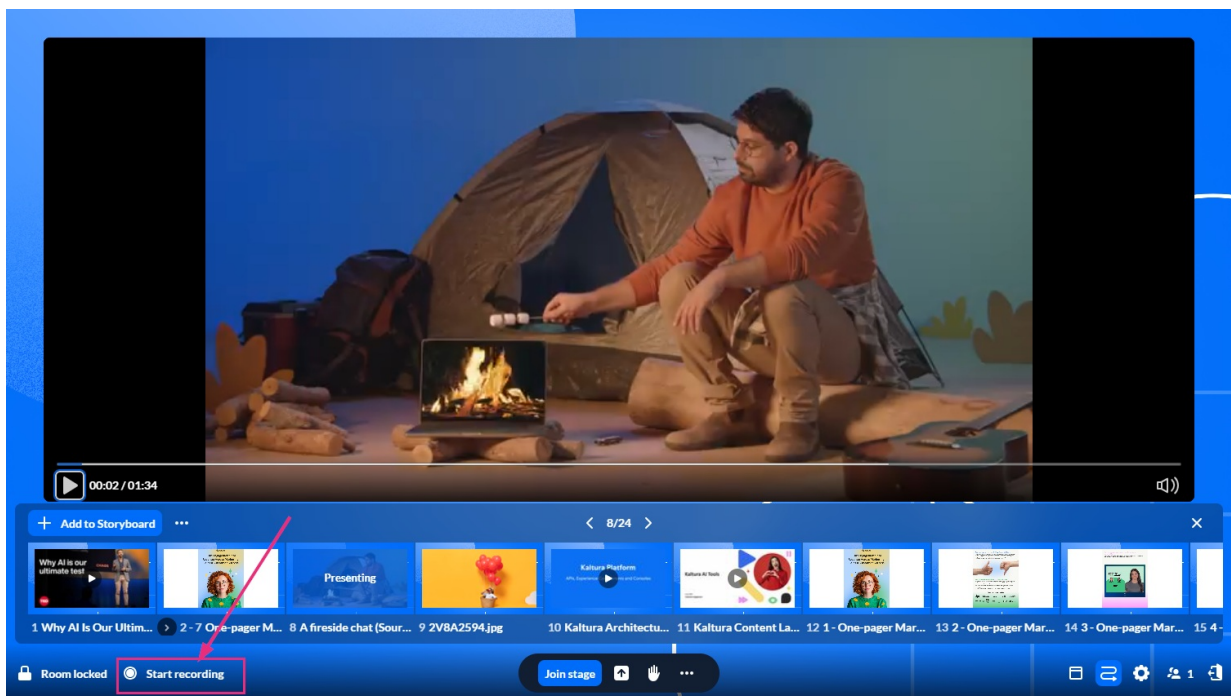 00:02 / 01:34
Add to Storyboard
8/24
Why AI is our
ultimate test
TED
Presenting
Kaltura Platform
Kaltura AI Tools
1 Why AI Is Our Ultim...
2 - 7 One-pager M...
8 A fireside chat (Sour...
9 2V8A2594.jpg
10 Kaltura Architectu...
11 Kaltura Content La...
12 1 - One-pager Mar...
13 2 - One-pager Mar...
14 3 - One-pager Mar...
15 4 -
Room locked
Start recording
Join stage
1